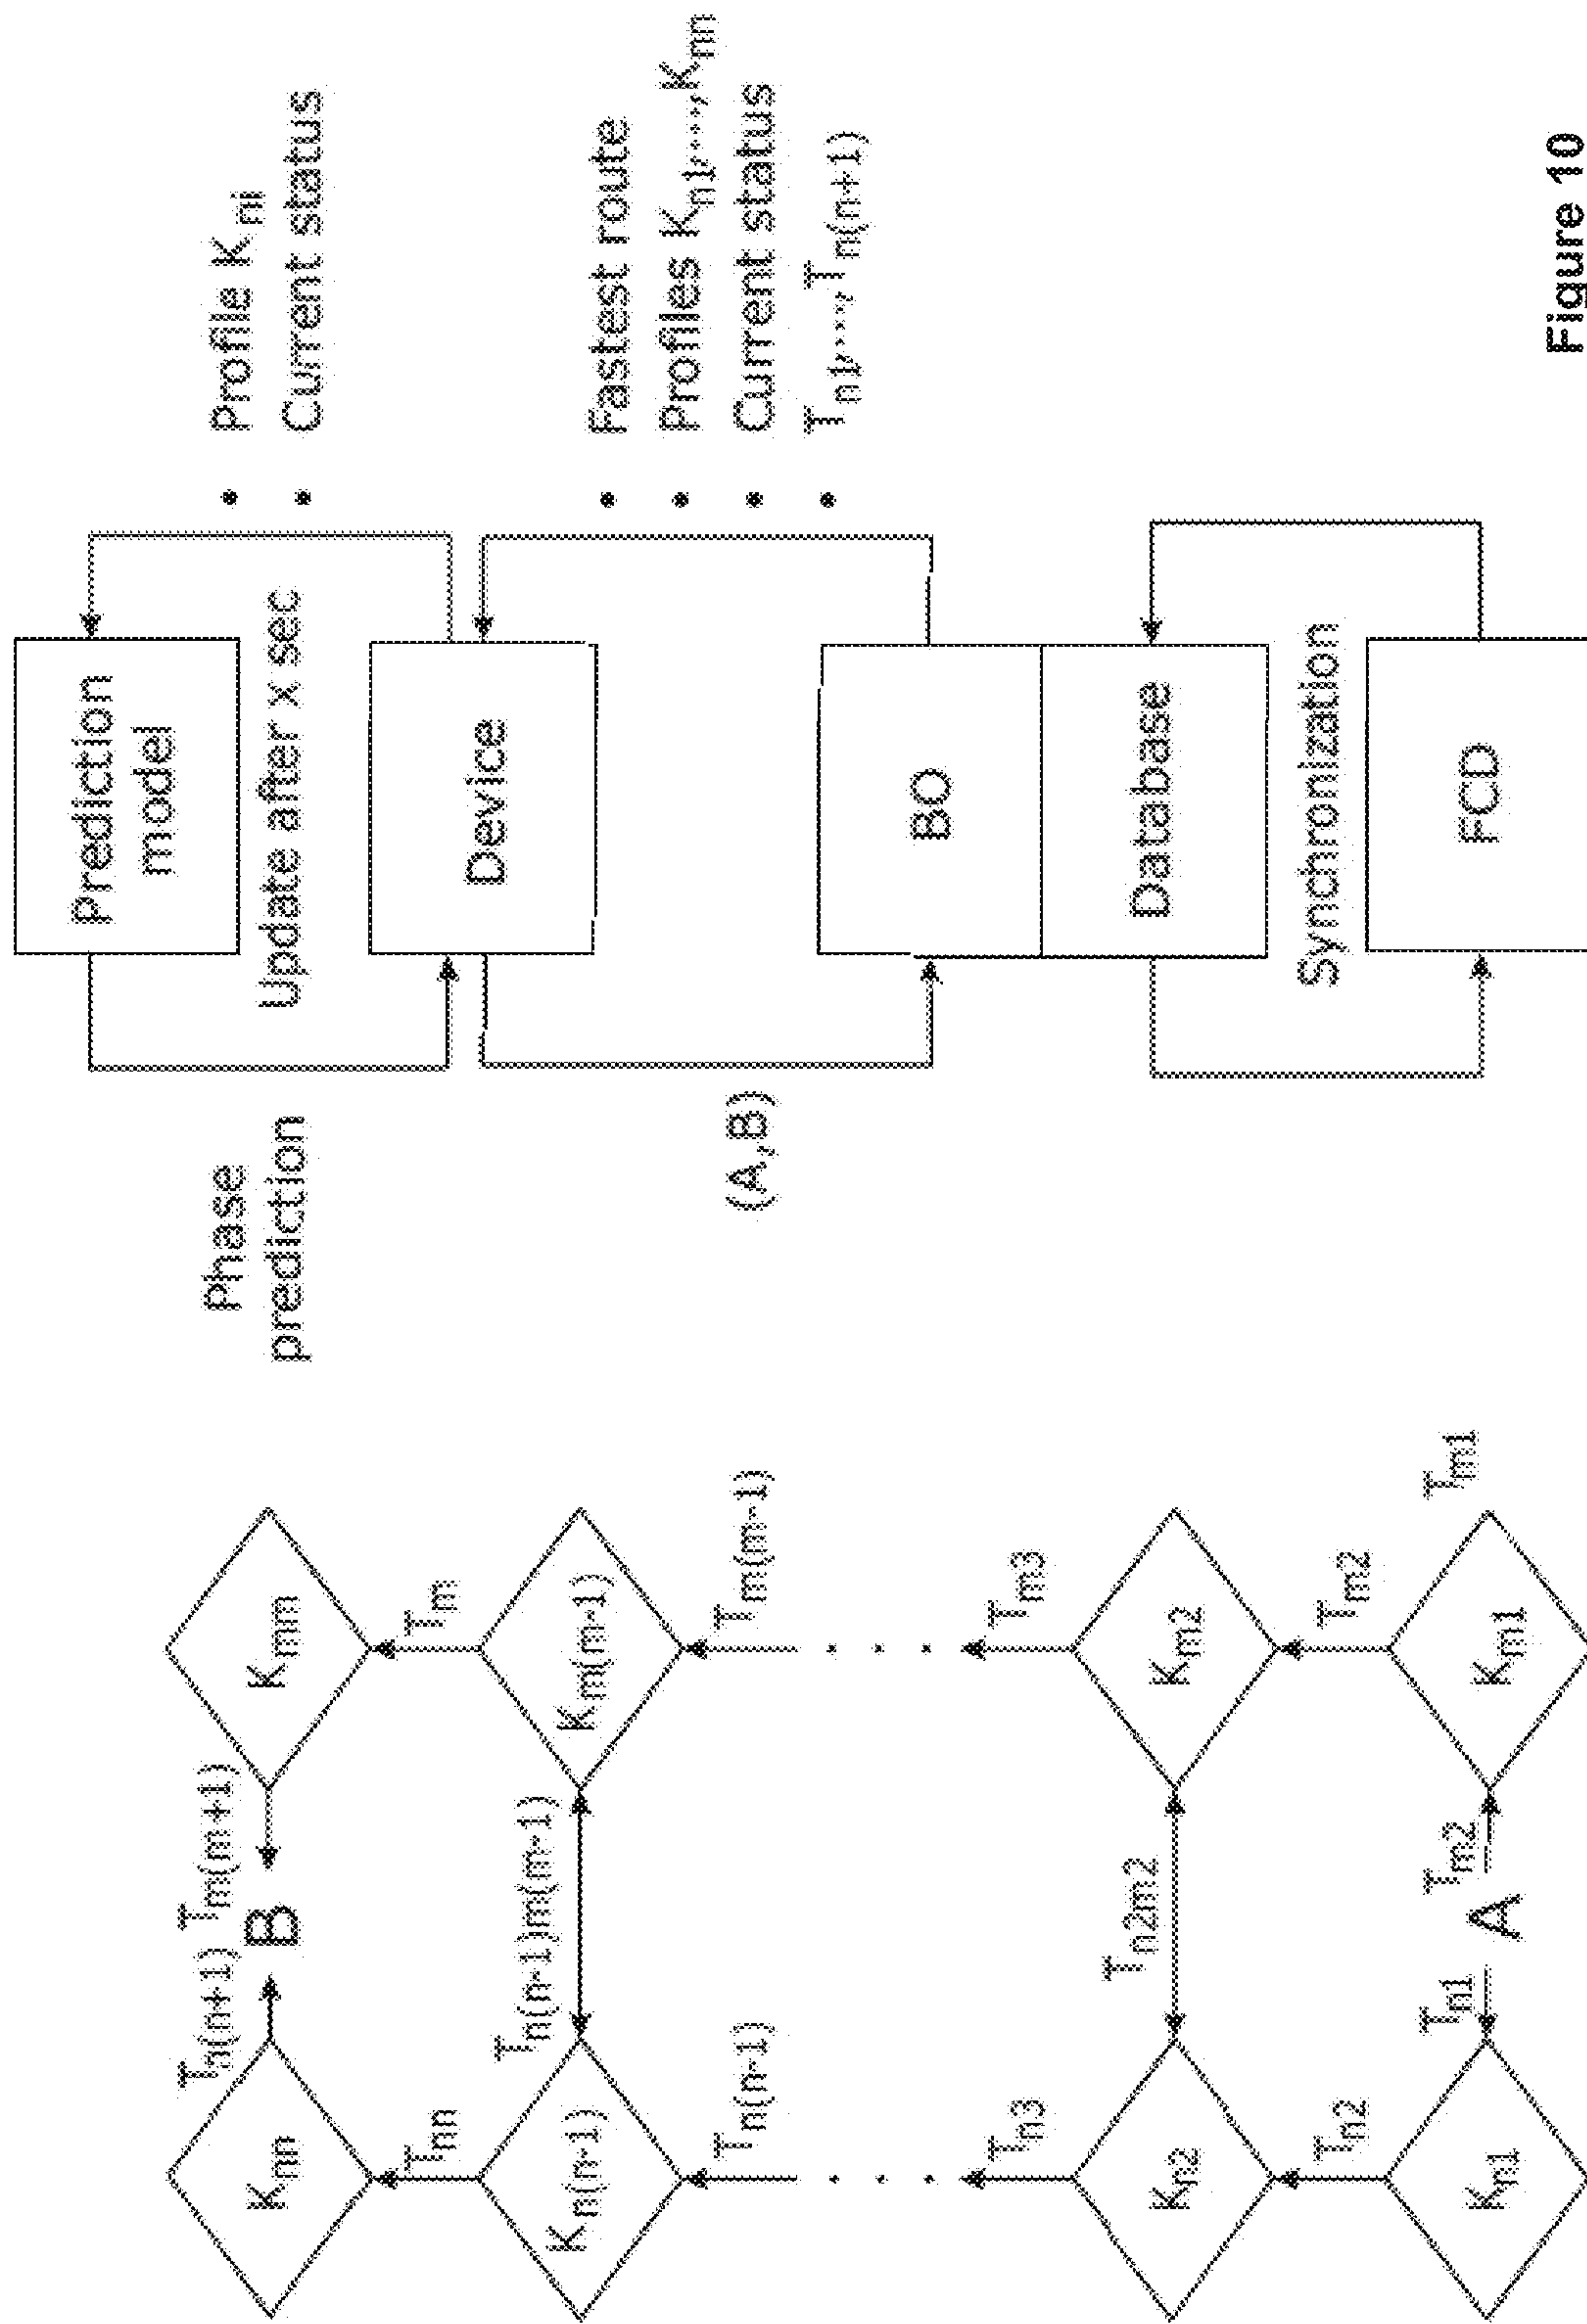 T_n(n+1) T_m(m+1)
K_nn
B
K_mm
T_nn
T_m
T_n(n-1)m(m-1)
K_n(n-1)
K_m(m-1)
T_n(n-1)
T_m(m-1)
T_n3
T_m3
T_n2m2
K_n2
K_m2
T_n2
T_m2
T_n1
T_m2
T_m1
K_n1
A
K_m1
Phase
prediction
Prediction
model
Update after x sec
• Profile K_ni
• Current status
Device
(A,B)
• Fastest route
• Profiles K_n1,...,K_nn
• Current status
• T_n1,...,T_n(n+1)
BO
Database
Synchronization
FCD
Figure 10